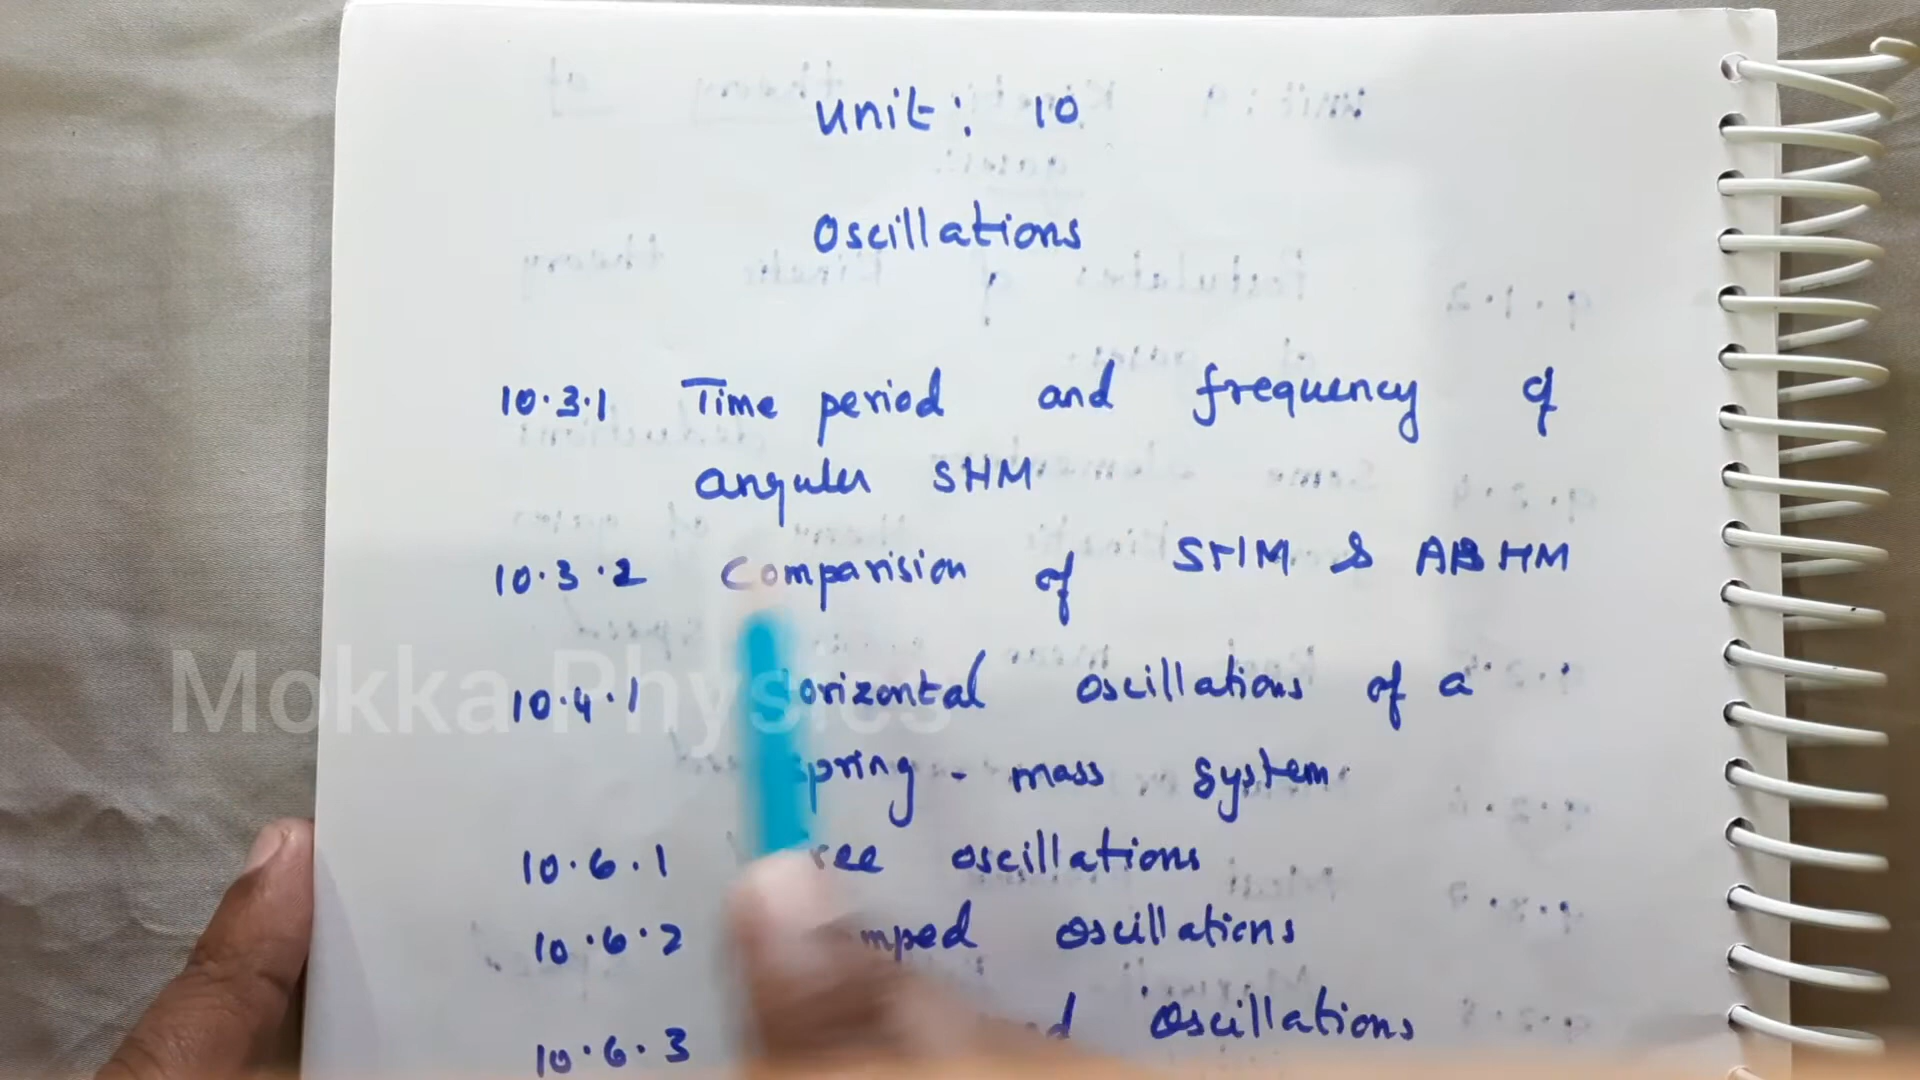 Unit: 10
Oscillations
10.3.1 Time period and frequency of
angular SHM
10.3.2 Comparision of SHM & ABHM
10.4.1 orizontal oscillations of a
spring - mass system.
10.6.1 ree oscillations
10.6.2 mped oscillations
10.6.3 Oscillations
Mokka Physics